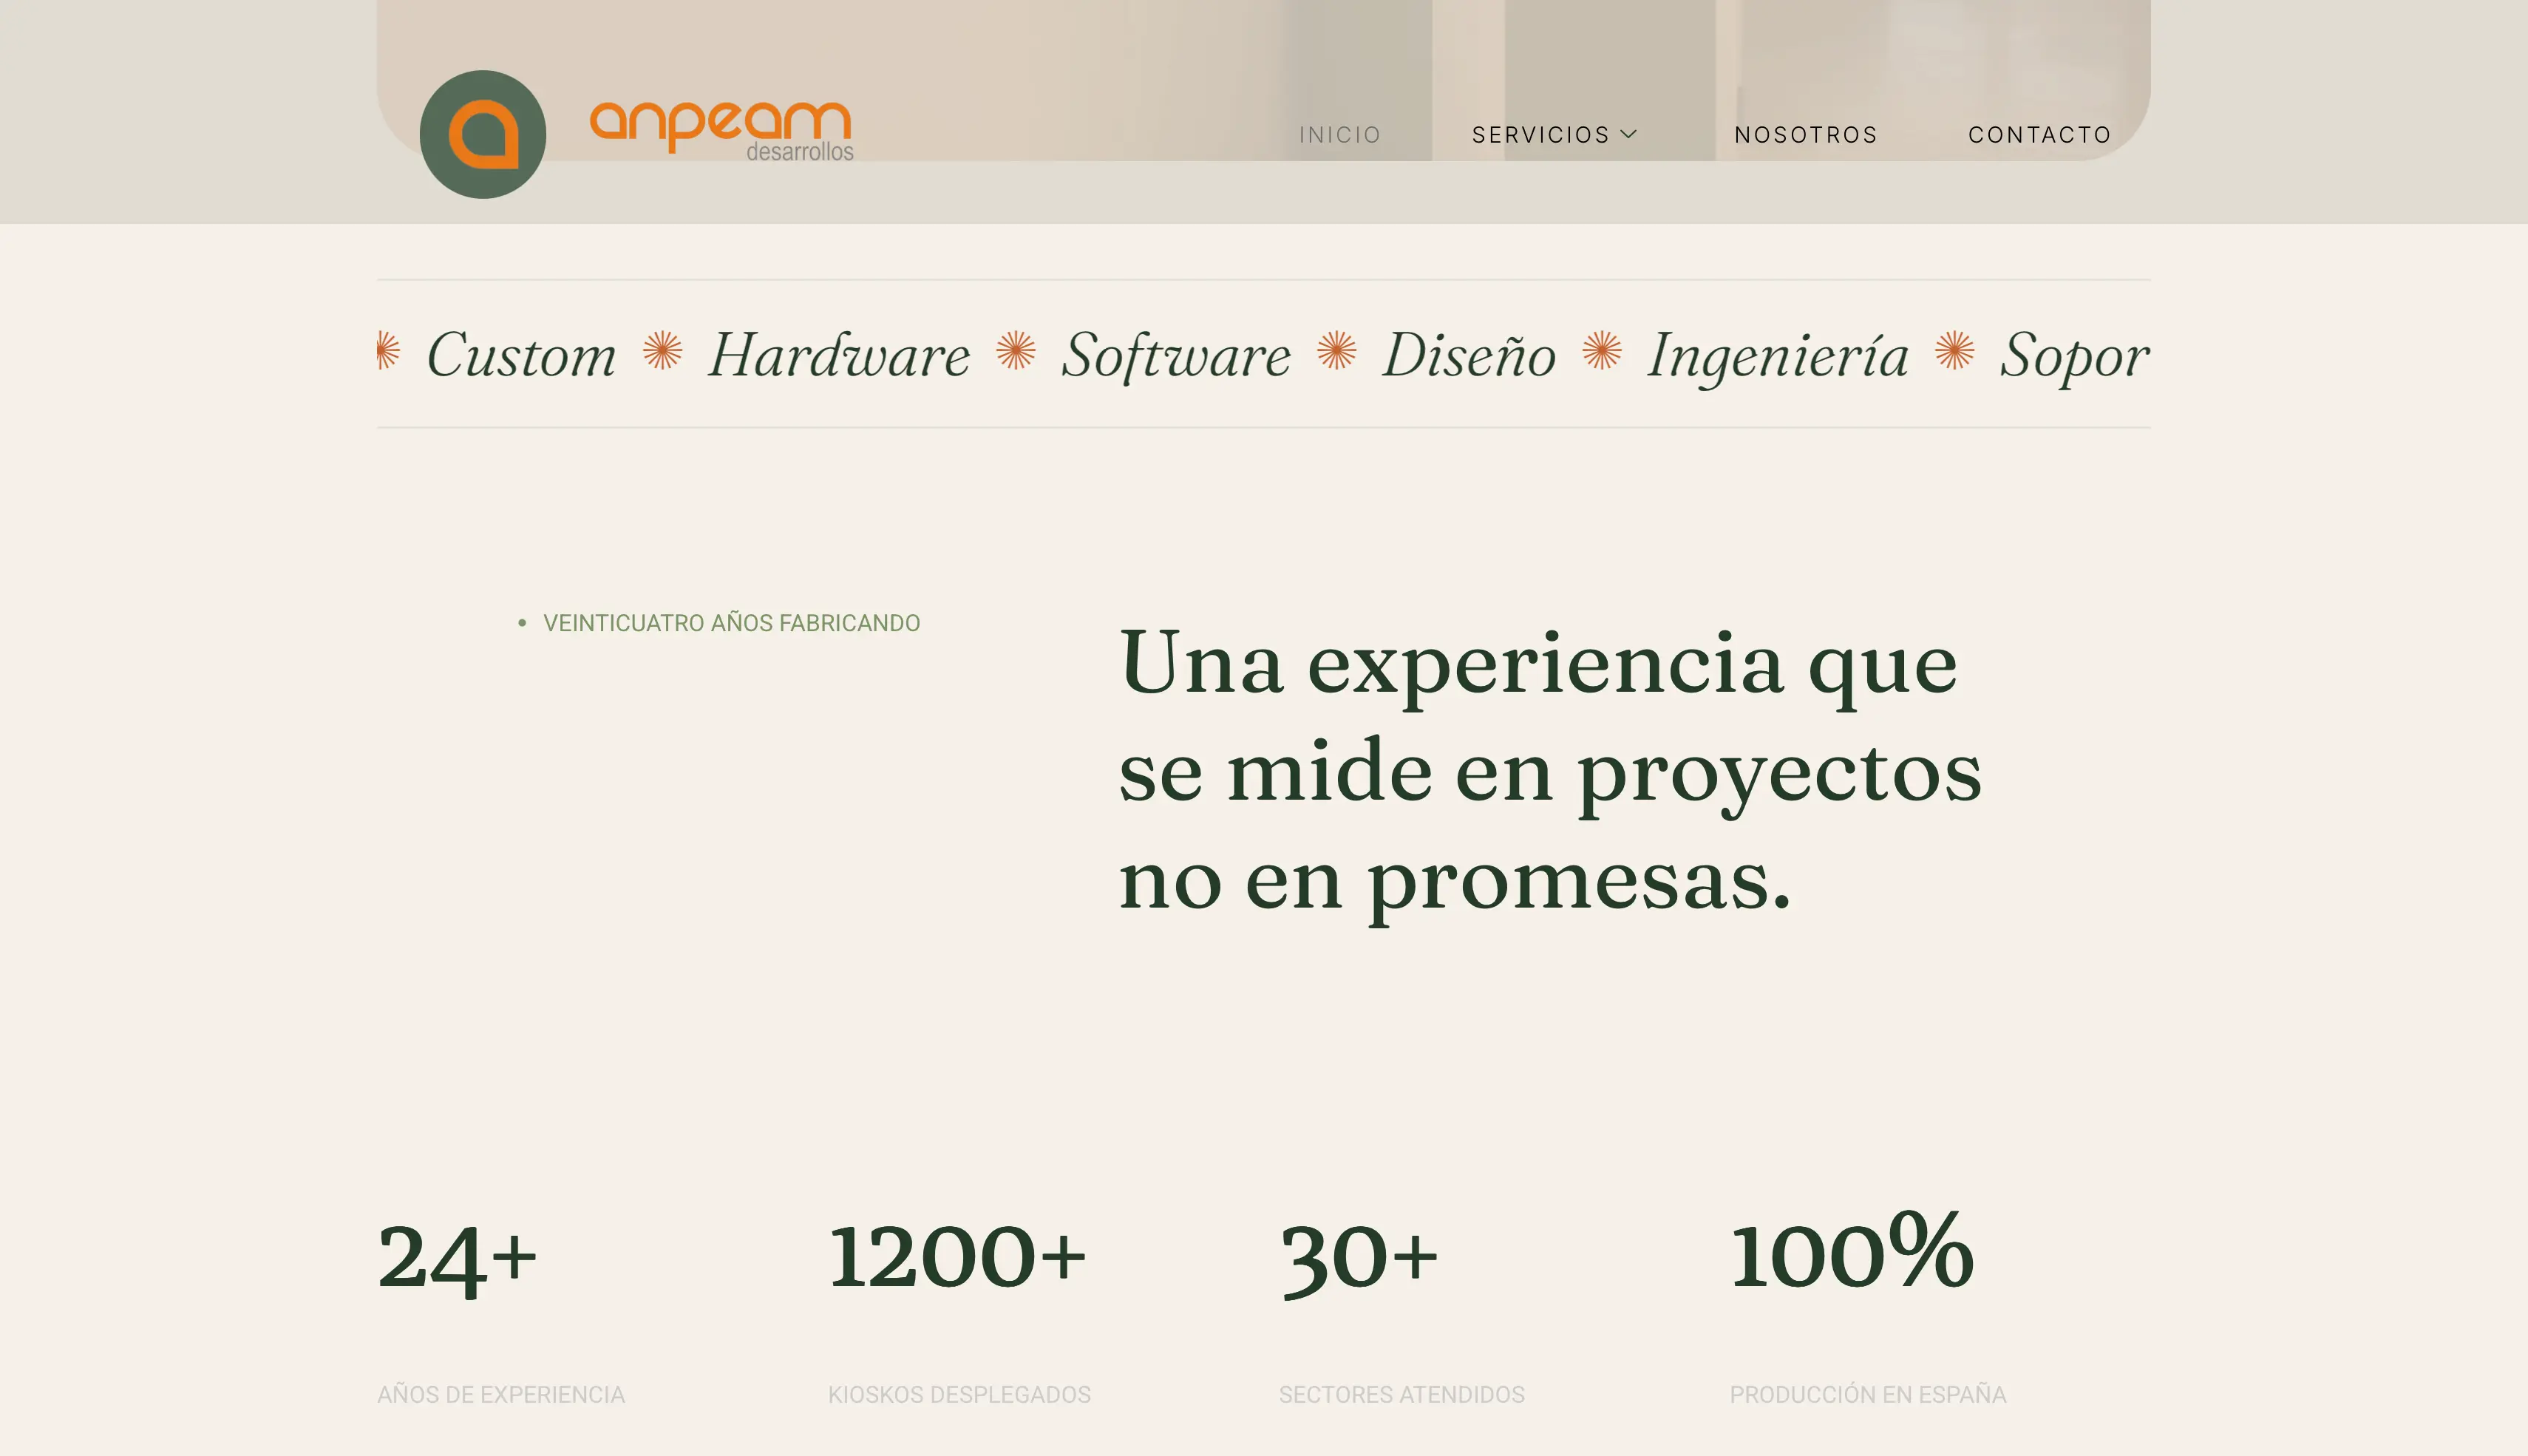 a
anpeam
desarrollos
INICIO SERVICIOS NOSOTROS CONTACTO
Custom Hardware Software Diseño Ingeniería Sopor
• VEINTICUATRO AÑOS FABRICANDO
Una experiencia que
se mide en proyectos
no en promesas.
24+ 1200+ 30+ 100%
AÑOS DE EXPERIENCIA KIOSKOS DESPLEGADOS SECTORES ATENDIDOS PRODUCCIÓN EN ESPAÑA